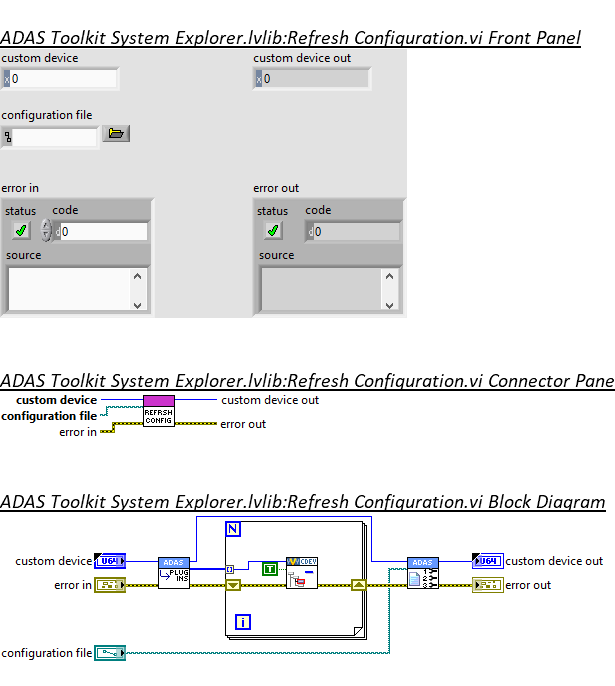 ADAS Toolkit System Explorer.lvlib:Refresh Configuration.vi Front Panel
custom device
custom device out
x 0
x 0
configuration file
error in
error out
status
code
status
code
d 0
d 0
source
source
ADAS Toolkit System Explorer.lvlib:Refresh Configuration.vi Connector Pane
custom device
custom device out
configuration file
REFRSH
CONFIG
error in
error out
ADAS Toolkit System Explorer.lvlib:Refresh Configuration.vi Block Diagram
N
custom device
U64
ADAS
PLUG
INS
T
CDEV
ADAS
1
2
3
U64
custom device out
error in
error out
i
configuration file